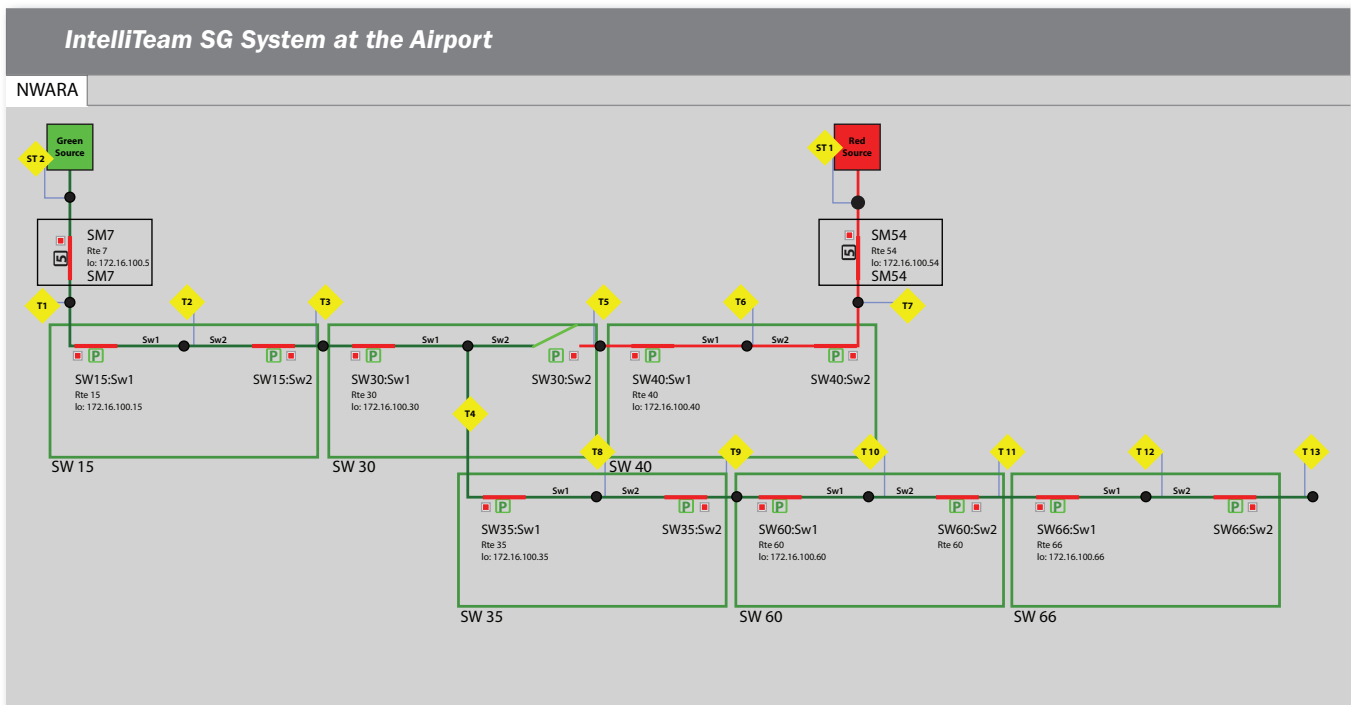 IntelliTeam SG System at the Airport
NWARA
Green
Source
ST 2
Red
Source
ST 1
SM7
Rte 7
lo: 172.16.100.5
SM7
5
SM54
Rte 54
lo: 172.16.100.54
SM54
5
T1
T2
T3
T5
T6
T7
Sw1
Sw2
Sw1
Sw2
Sw1
Sw2
P
P
P
P
P
P
SW15:Sw1
SW15:Sw2
Rte 15
lo: 172.16.100.15
SW30:Sw1
SW30:Sw2
Rte 30
lo: 172.16.100.30
SW40:Sw1
SW40:Sw2
Rte 40
lo: 172.16.100.40
T4
SW 15
SW 30
SW 40
T8
T9
T 10
T 11
T 12
T 13
Sw1
Sw2
Sw1
Sw2
Sw1
Sw2
P
P
P
P
P
P
SW35:Sw1
SW35:Sw2
Rte 35
lo: 172.16.100.35
SW60:Sw1
SW60:Sw2
Rte 60
Rte 60
lo: 172.16.100.60
SW66:Sw1
SW66:Sw2
Rte 66
lo: 172.16.100.66
SW 35
SW 60
SW 66